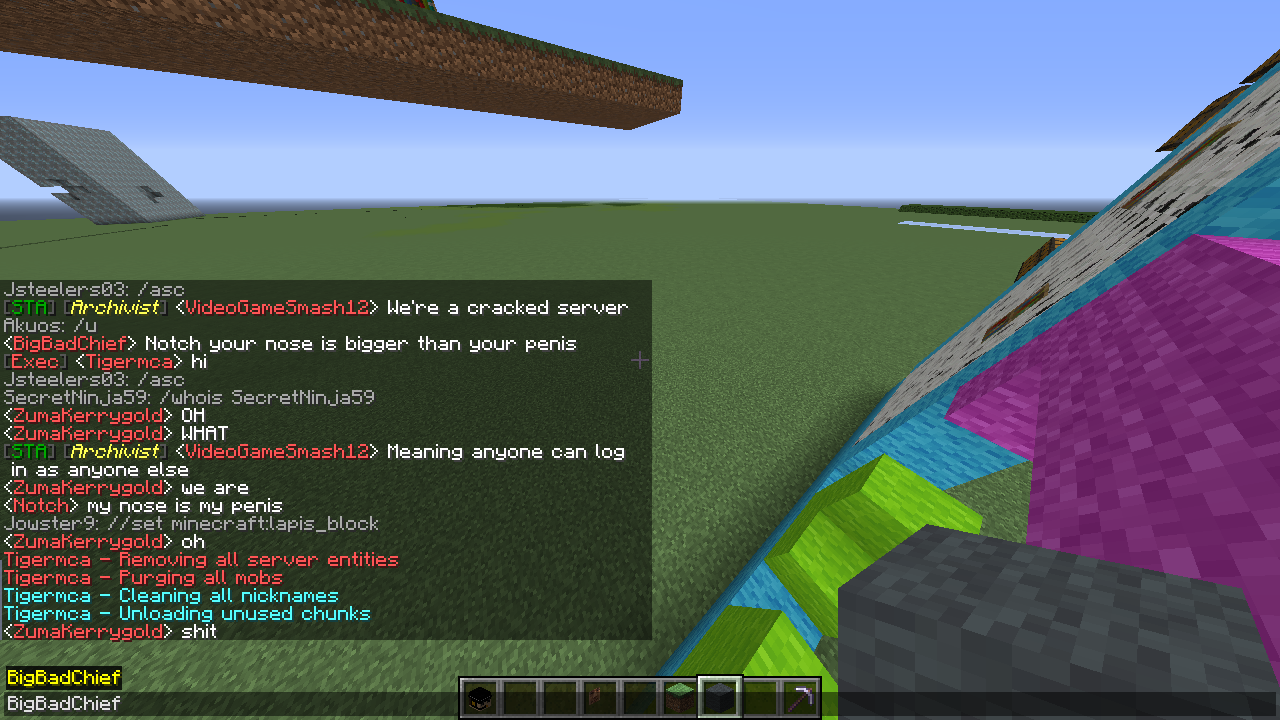 Jsteelers03: /asc
[STA] [Archivist] <VideoGameSmash12> We're a cracked server
Akuos: /u
<BigBadChief> Notch your nose is bigger than your penis
[Exec] <Tigermca> hi
Jsteelers03: /asc
SecretNinja59: /whois SecretNinja59
<ZumaKerrygold> OH
<ZumaKerrygold> WHAT
[STA] [Archivist] <VideoGameSmash12> Meaning anyone can log
in as anyone else
<ZumaKerrygold> we are
<Notch> my nose is my penis
Jowster9: //set minecraft:lapis_block
<ZumaKerrygold> oh
Tigermca - Removing all server entities
Tigermca - Purging all mobs
Tigermca - Cleaning all nicknames
Tigermca - Unloading unused chunks
<ZumaKerrygold> shit
BigBadChief
BigBadChief